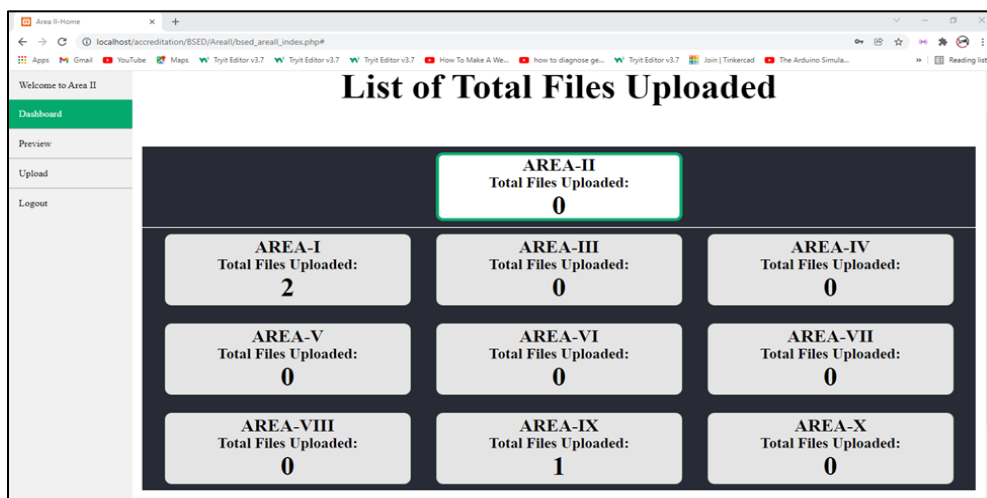 Area II-Home
localhost/accreditation/BSED/AreaII/bsed_areaII_index.php#
Apps Gmail YouTube Maps Tryit Editor v3.7 Tryit Editor v3.7 Tryit Editor v3.7 How To Make A We... how to diagnose ge... Tryit Editor v3.7 Join | Tinkercad The Arduino Simula... » Reading list
Welcome to Area II
Dashboard
Preview
Upload
Logout
List of Total Files Uploaded
AREA-II
Total Files Uploaded:
0
AREA-I
Total Files Uploaded:
2
AREA-III
Total Files Uploaded:
0
AREA-IV
Total Files Uploaded:
0
AREA-V
Total Files Uploaded:
0
AREA-VI
Total Files Uploaded:
0
AREA-VII
Total Files Uploaded:
0
AREA-VIII
Total Files Uploaded:
0
AREA-IX
Total Files Uploaded:
1
AREA-X
Total Files Uploaded:
0